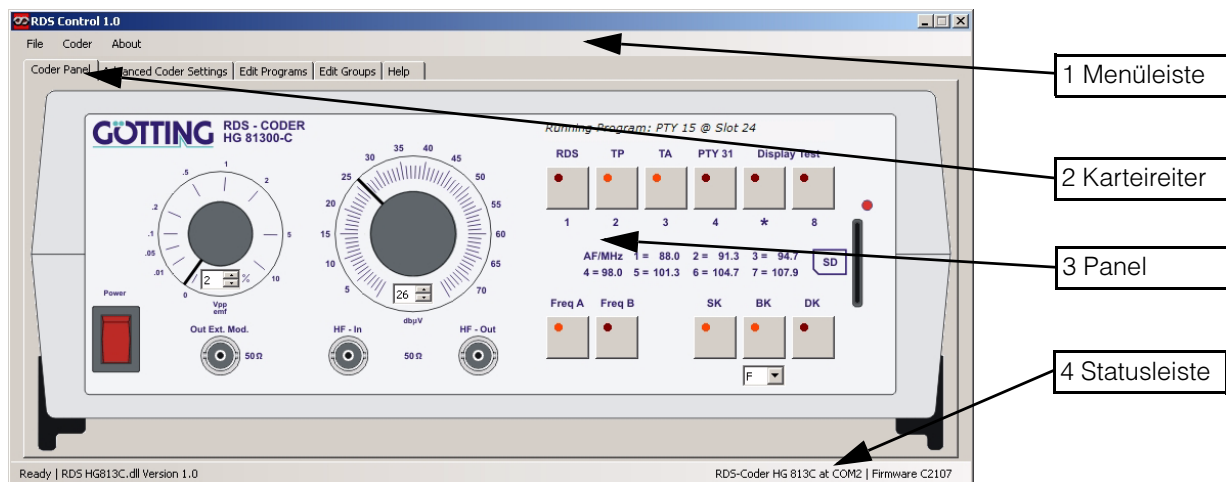 RDS Control 1.0
File Coder About
Coder Panel Advanced Coder Settings Edit Programs Edit Groups Help
GÖTTING RDS - CODER
HG 81300-C
Running Program: PTY 15 @ Slot 24
RDS TP TA PTY 31 Display Test
1 2 3 4 * 8
AF/MHz 1 = 88.0 2 = 91.3 3 = 94.7
4 = 98.0 5 = 101.3 6 = 104.7 7 = 107.9
SD
Freq A Freq B SK BK DK
F
0 .01 .05 .1 .2 .5 1 2 5 10
2 %
Vpp
emf
5 10 15 20 25 30 35 40 45 50 55 60 65 70
26
dbµV
Power
Out Ext. Mod. 50 Ω
HF - In 50 Ω HF - Out
Ready | RDS HG813C.dll Version 1.0
RDS-Coder HG 813C at COM2 | Firmware C2107
1 Menüleiste
2 Karteireiter
3 Panel
4 Statusleiste